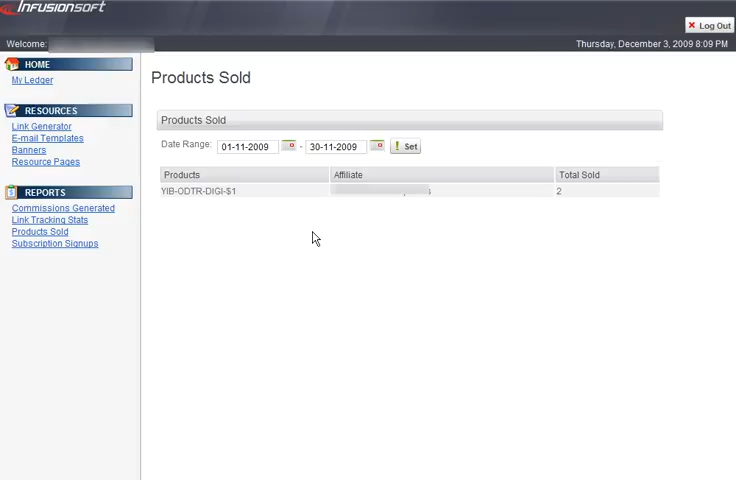 INFUSIONSOFT
Log Out
Welcome:
Thursday, December 3, 2009 8:09 PM
HOME
My Ledger
RESOURCES
Link Generator
E-mail Templates
Banners
Resource Pages
REPORTS
Commissions Generated
Link Tracking Stats
Products Sold
Subscription Signups
Products Sold
Products Sold
Date Range: 01-11-2009 - 30-11-2009 Set
Products Affiliate Total Sold
YIB-ODTR-DIGI-$1 2